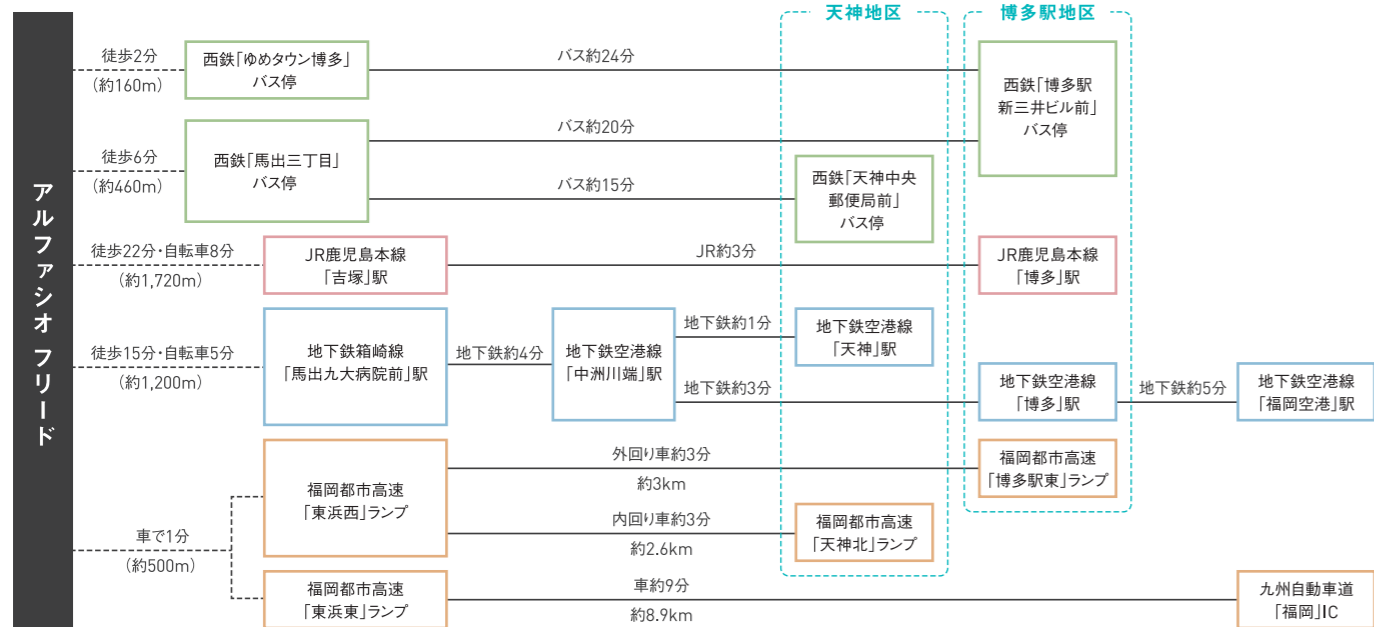 天神地区
博多駅地区
アルファシオ フリード
徒歩2分
(約160m)
西鉄「ゆめタウン博多」
バス停
バス約24分
西鉄「博多駅
新三井ビル前」
バス停
徒歩6分
(約460m)
西鉄「馬出三丁目」
バス停
バス約20分
バス約15分
西鉄「天神中央
郵便局前」
バス停
徒歩22分・自転車8分
(約1,720m)
JR鹿児島本線
「吉塚」駅
JR約3分
JR鹿児島本線
「博多」駅
徒歩15分・自転車5分
(約1,200m)
地下鉄箱崎線
「馬出九大病院前」駅
地下鉄約4分
地下鉄空港線
「中洲川端」駅
地下鉄約1分
地下鉄空港線
「天神」駅
地下鉄約3分
地下鉄空港線
「博多」駅
地下鉄約5分
地下鉄空港線
「福岡空港」駅
車で1分
(約500m)
福岡都市高速
「東浜西」ランプ
外回り車約3分
約3km
福岡都市高速
「博多駅東」ランプ
内回り車約3分
約2.6km
福岡都市高速
「天神北」ランプ
福岡都市高速
「東浜東」ランプ
車約9分
約8.9km
九州自動車道
「福岡」IC